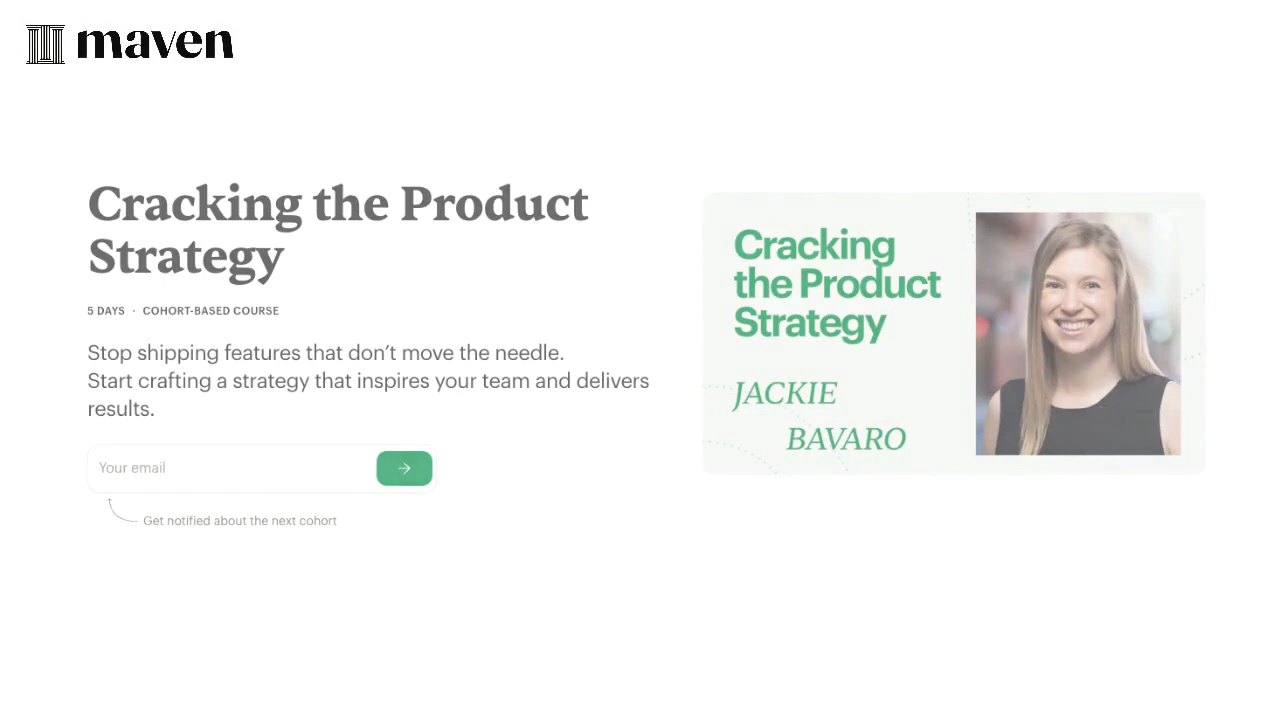 maven
Cracking the Product
Strategy
5 DAYS · COHORT-BASED COURSE
Stop shipping features that don’t move the needle.
Start crafting a strategy that inspires your team and delivers
results.
Your email
Get notified about the next cohort
Cracking
the Product
Strategy
JACKIE
BAVARO